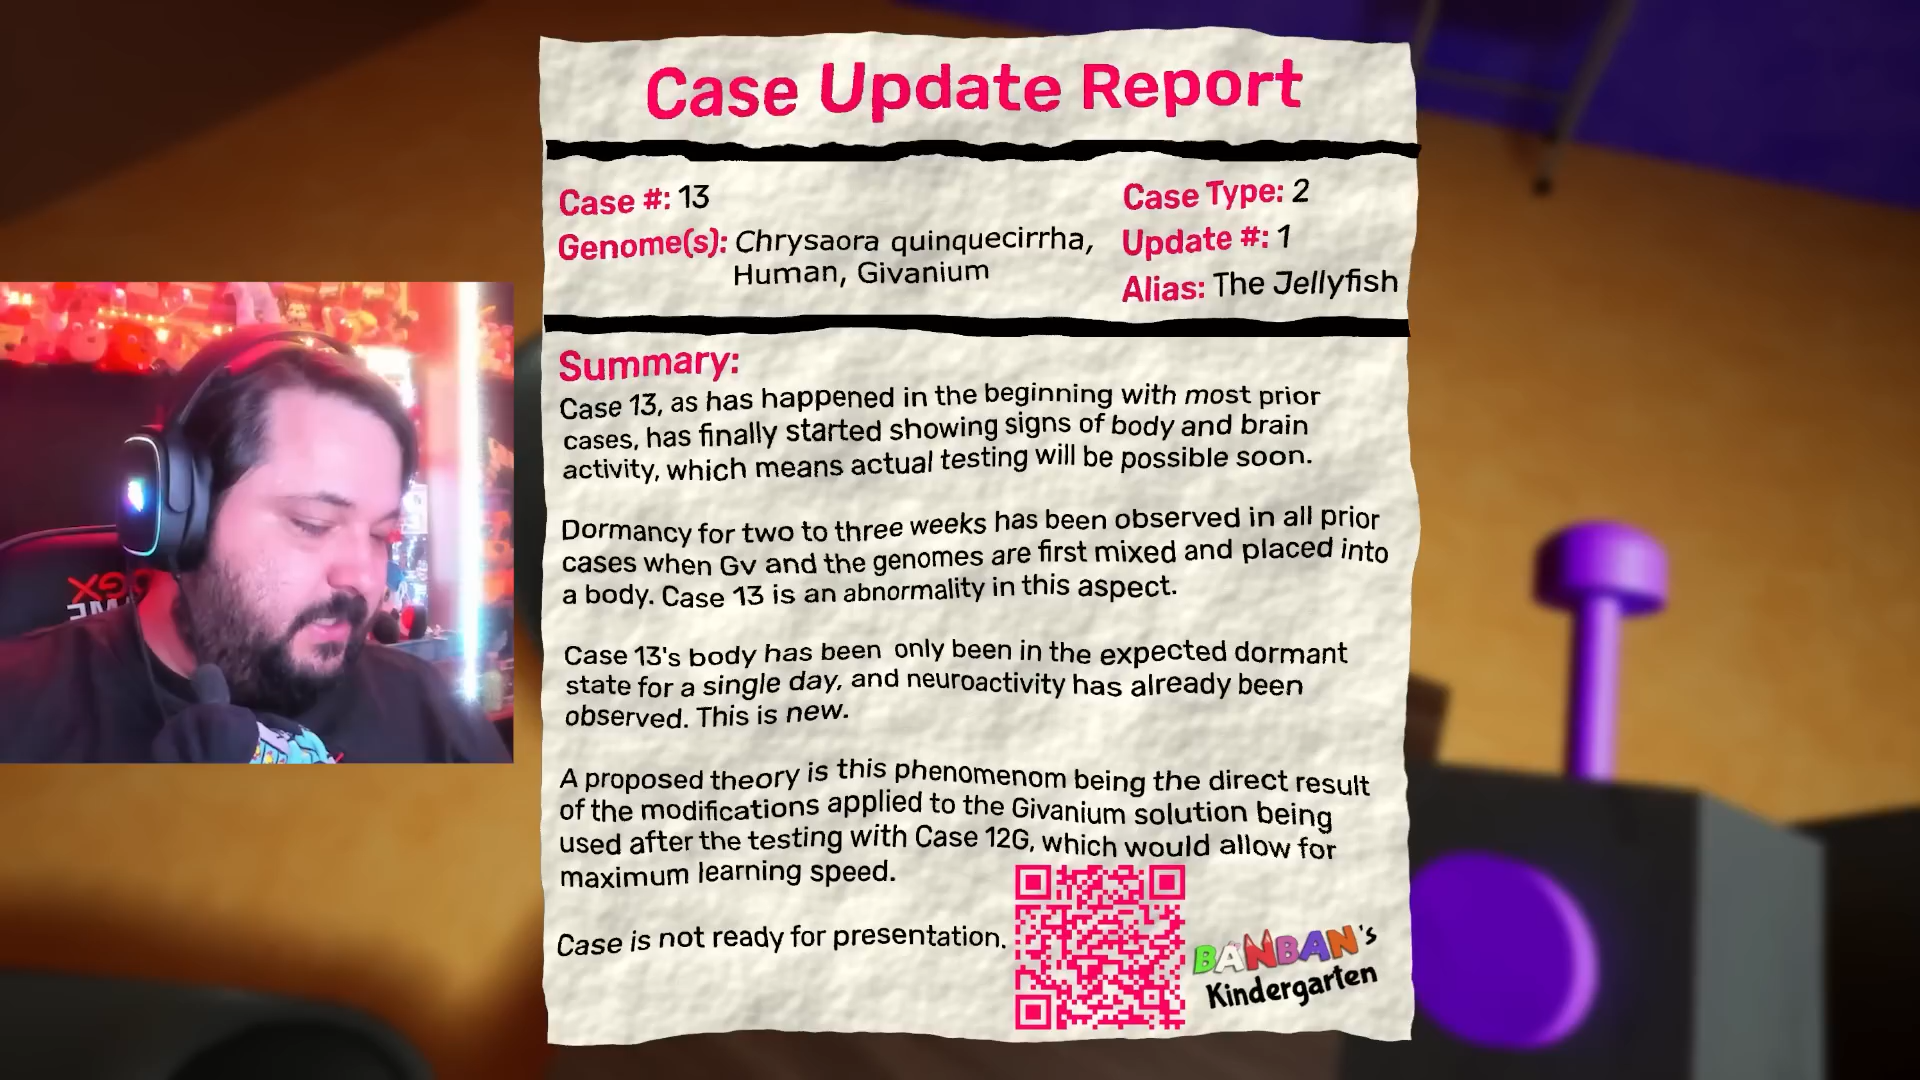 Case Update Report
Case #: 13
Genome(s): Chrysaora quinquecirrha,
Human, Givanium
Case Type: 2
Update #: 1
Alias: The Jellyfish
Summary:
Case 13, as has happened in the beginning with most prior
cases, has finally started showing signs of body and brain
activity, which means actual testing will be possible soon.
Dormancy for two to three weeks has been observed in all prior
cases when Gv and the genomes are first mixed and placed into
a body. Case 13 is an abnormality in this aspect.
Case 13's body has been only been in the expected dormant
state for a single day, and neuroactivity has already been
observed. This is new.
A proposed theory is this phenomenom being the direct result
of the modifications applied to the Givanium solution being
used after the testing with Case 12G, which would allow for
maximum learning speed.
Case is not ready for presentation.
BANBAN's
Kindergarten